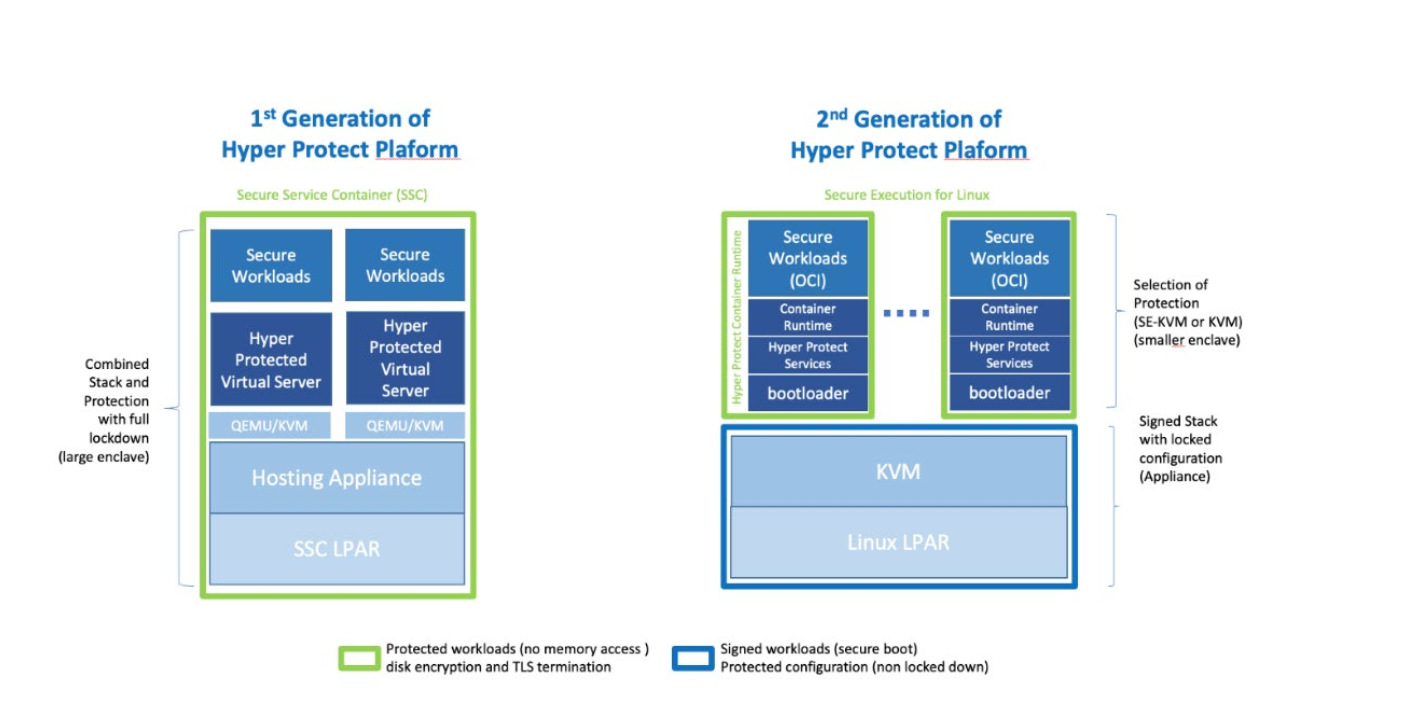 1st Generation of
Hyper Protect Plaform
Secure Service Container (SSC)
Secure
Workloads
Secure
Workloads
Hyper
Protected
Virtual Server
Hyper
Protected
Virtual
Server
QEMU/KVM
QEMU/KVM
Hosting Appliance
SSC LPAR
Combined
Stack and
Protection
with full
lockdown
(large enclave)
2nd Generation of
Hyper Protect Plaform
Secure Execution for Linux
Hyper Protect Container Runtime
Secure
Workloads
(OCI)
Container
Runtime
Hyper Protect
Services
bootloader
Secure
Workloads
(OCI)
Container
Runtime
Hyper Protect
Services
bootloader
KVM
Linux LPAR
Selection of
Protection
(SE-KVM or KVM)
(smaller enclave)
Signed Stack
with locked
configuration
(Appliance)
Protected workloads (no memory access )
disk encryption and TLS termination
Signed workloads (secure boot)
Protected configuration (non locked down)